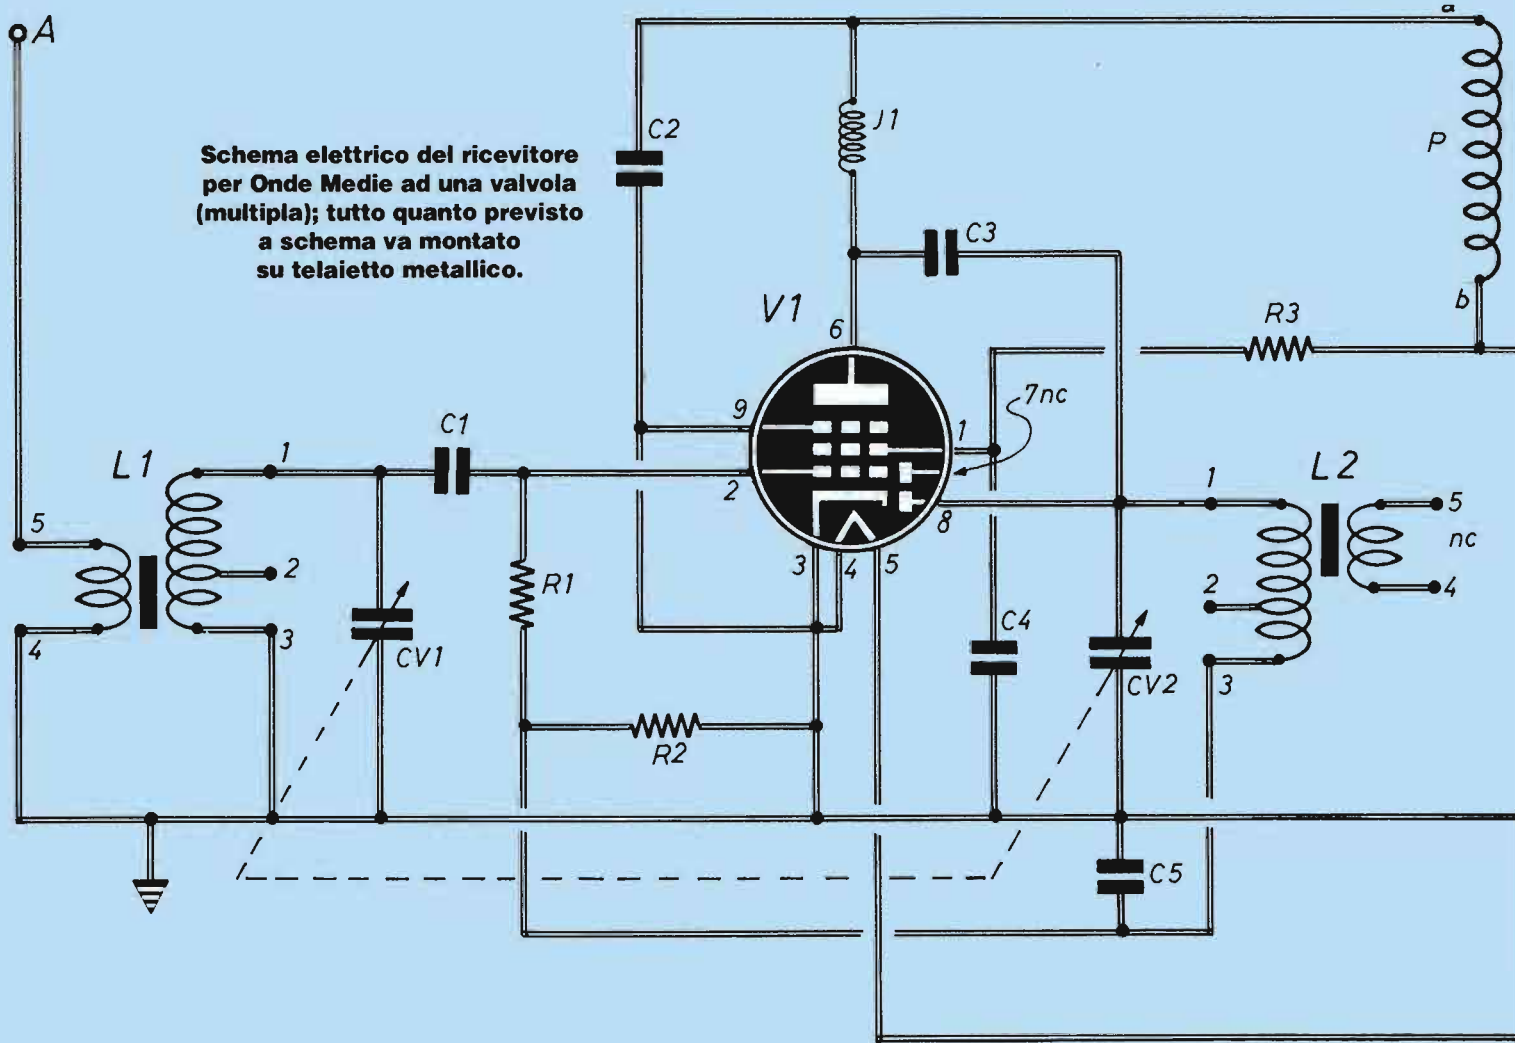 a
A
C2
J1
P
Schema elettrico del ricevitore
per Onde Medie ad una valvola
(multipla); tutto quanto previsto
a schema va montato
su telaietto metallico.
C3
V1
6
b
R3
9
7nc
C1
1
L1
1
2
8
1
L2
5
nc
5
2
R1
3
4
5
2
4
C4
4
3
CV1
3
CV2
R2
C5